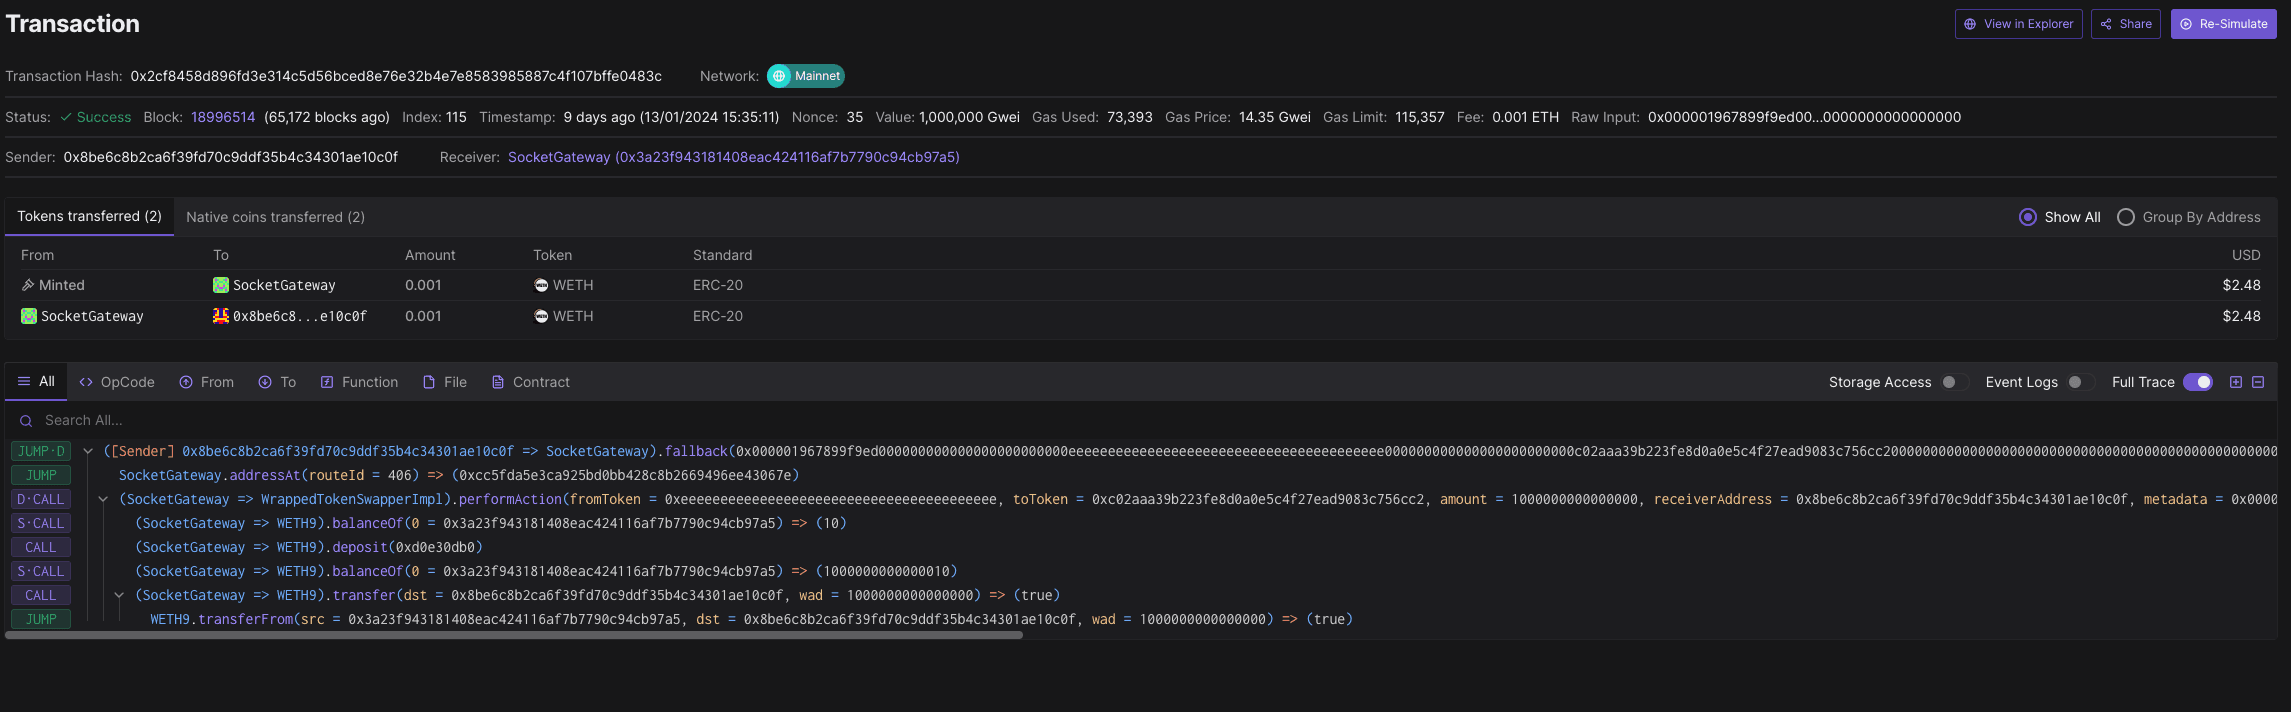 Transaction
View in Explorer
Share
Re-Simulate
Transaction Hash: 0x2cf8458d896fd3e314c5d56bced8e76e32b4e7e8583985887c4f107bffe0483c Network: Mainnet
Status: Success Block: 18996514 (65,172 blocks ago) Index: 115 Timestamp: 9 days ago (13/01/2024 15:35:11) Nonce: 35 Value: 1,000,000 Gwei Gas Used: 73,393 Gas Price: 14.35 Gwei Gas Limit: 115,357 Fee: 0.001 ETH Raw Input: 0x000001967899f9ed00...0000000000000000
Sender: 0x8be6c8b2ca6f39fd70c9ddf35b4c34301ae10c0f Receiver: SocketGateway (0x3a23f943181408eac424116af7b7790c94cb97a5)
Tokens transferred (2) Native coins transferred (2) Show All Group By Address
From To Amount Token Standard USD
Minted SocketGateway 0.001 WETH ERC-20 $2.48
SocketGateway 0x8be6c8...e10c0f 0.001 WETH ERC-20 $2.48
All OpCode From To Function File Contract Storage Access Event Logs Full Trace
Search All...
JUMP·D ([Sender] 0x8be6c8b2ca6f39fd70c9ddf35b4c34301ae10c0f => SocketGateway).fallback(
JUMP SocketGateway.addressAt(routeId = 406) => (0xcc5fda5e3ca925bd0bb428c8b2669496ee43067e)
D·CALL (SocketGateway => WrappedTokenSwapperImpl).performAction(fromToken = 0xeeeeeeeeeeeeeeeeeeeeeeeeeeeeeeeeeeeeeeee, toToken = 0xc02aaa39b223fe8d0a0e5c4f27ead9083c756cc2, amount = 1000000000000000, receiverAddress = 0x8be6c8b2ca6f39fd70c9ddf35b4c34301ae10c0f, metadata = 0x0000
S·CALL (SocketGateway => WETH9).balanceOf(0 = 0x3a23f943181408eac424116af7b7790c94cb97a5) => (10)
CALL (SocketGateway => WETH9).deposit(0xd0e30db0)
S·CALL (SocketGateway => WETH9).balanceOf(0 = 0x3a23f943181408eac424116af7b7790c94cb97a5) => (1000000000000010)
CALL (SocketGateway => WETH9).transfer(dst = 0x8be6c8b2ca6f39fd70c9ddf35b4c34301ae10c0f, wad = 1000000000000000) => (true)
JUMP WETH9.transferFrom(src = 0x3a23f943181408eac424116af7b7790c94cb97a5, dst = 0x8be6c8b2ca6f39fd70c9ddf35b4c34301ae10c0f, wad = 1000000000000000) => (true)